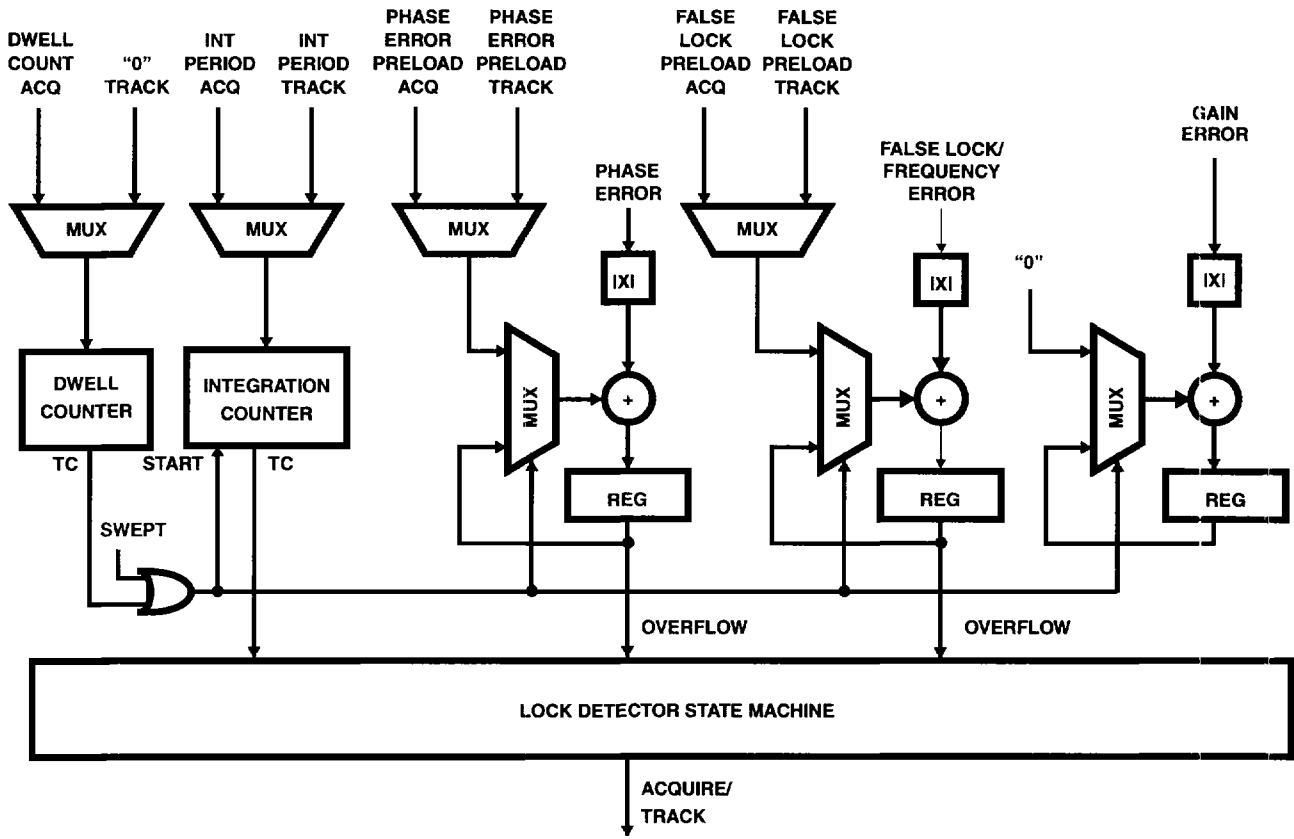 DWELL
COUNT
ACQ
“0”
TRACK
INT
PERIOD
ACQ
INT
PERIOD
TRACK
PHASE
ERROR
PRELOAD
ACQ
PHASE
ERROR
PRELOAD
TRACK
FALSE
LOCK
PRELOAD
ACQ
FALSE
LOCK
PRELOAD
TRACK
GAIN
ERROR
PHASE
ERROR
FALSE LOCK/
FREQUENCY
ERROR
MUX
MUX
MUX
MUX
|X|
|X|
“0”
|X|
DWELL
COUNTER
INTEGRATION
COUNTER
MUX
+
MUX
+
MUX
+
TC
START
TC
REG
REG
REG
SWEPT
OVERFLOW
OVERFLOW
LOCK DETECTOR STATE MACHINE
ACQUIRE/
TRACK